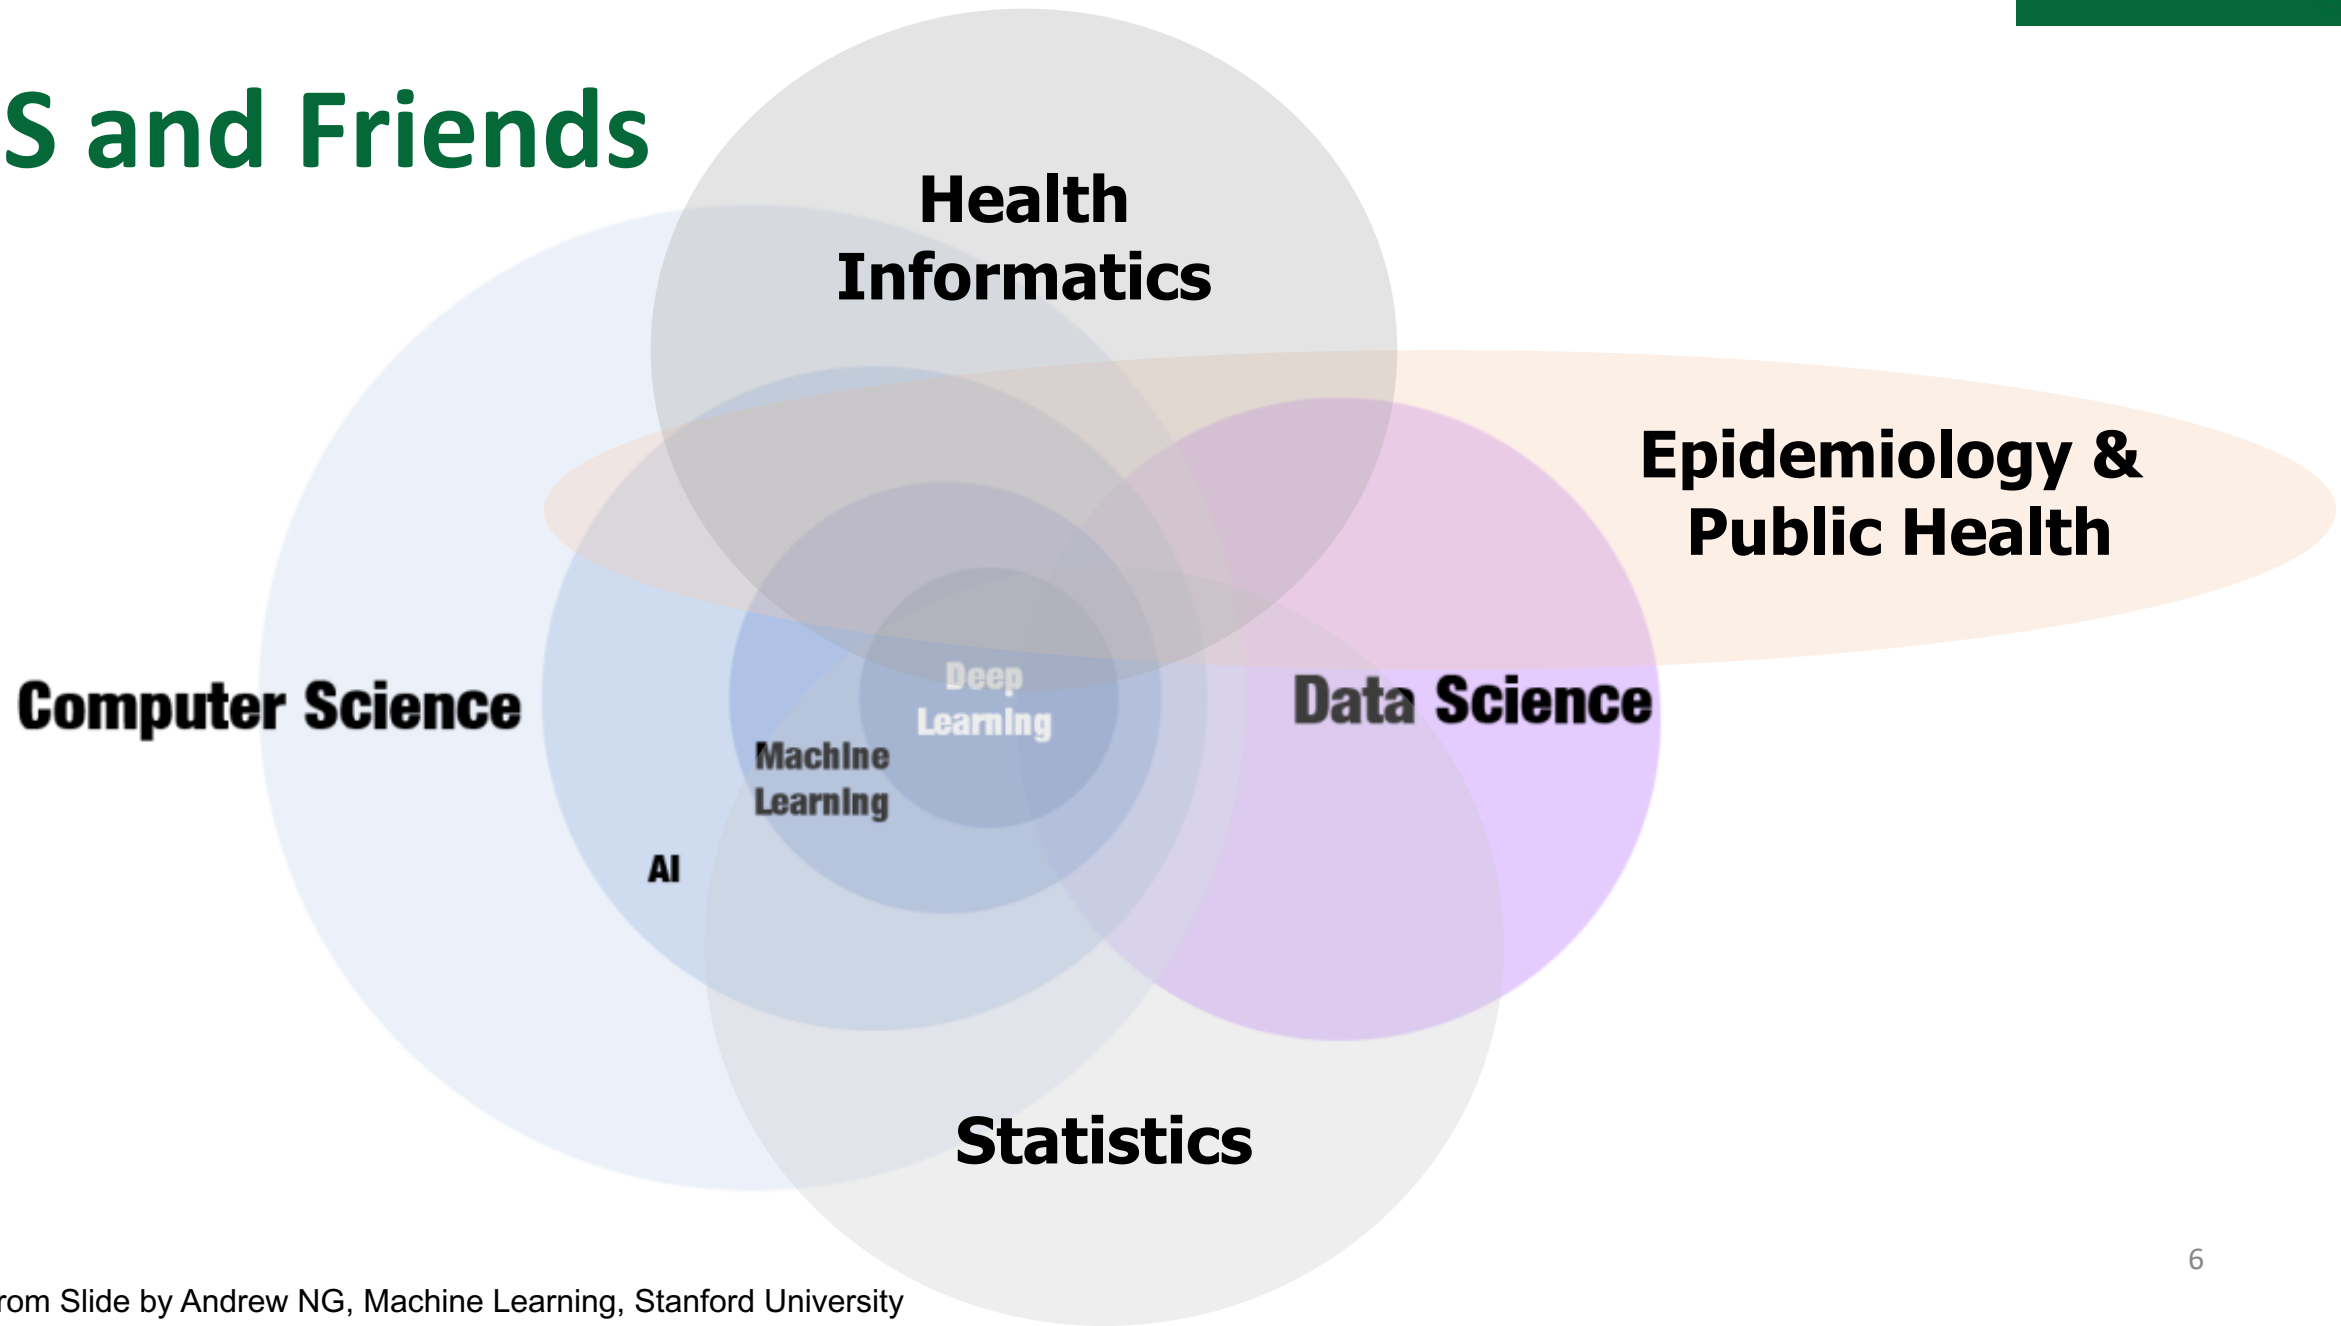 S and Friends
Health
Informatics
Epidemiology &
Public Health
Computer Science
Deep
Learning
Data Science
Machine
Learning
AI
Statistics
6
rom Slide by Andrew NG, Machine Learning, Stanford University